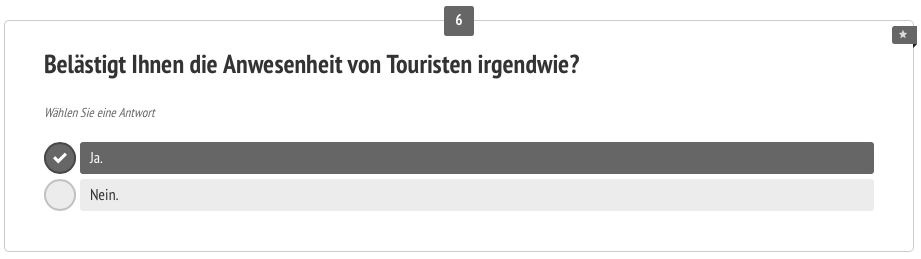 6
Belästigt Ihnen die Anwesenheit von Touristen irgendwie?
Wählen Sie eine Antwort
Ja.
Nein.